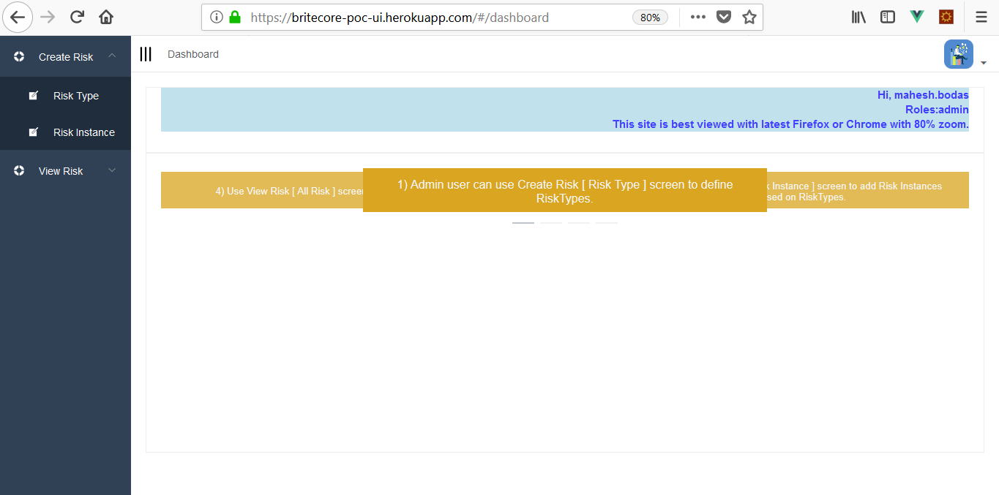 https://britecore-poc-ui.herokuapp.com/#/dashboard
80%
Create Risk
Risk Type
Risk Instance
View Risk
Dashboard
Hi, mahesh.bodas
Roles:admin
This site is best viewed with latest Firefox or Chrome with 80% zoom.
4) Use View Risk [ All Risk ]
1) Admin user can use Create Risk [ Risk Type ] screen to define
RiskTypes.
Instance ] screen to add Risk Instances
on RiskTypes.